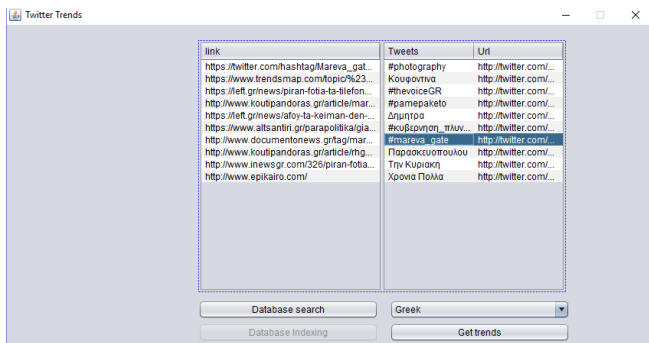 Twitter Trends
link
https://twitter.com/hashtag/Mareva_gat...
https://www.trendsmap.com/topic/%23...
https://left.gr/news/piran-fotia-ta-tilefon...
http://www.koutipandoras.gr/article/mar...
https://left.gr/news/afoy-ta-keiman-den-...
https://www.altsantiri.gr/parapolitika/gia...
http://www.documentonews.gr/tag/mar...
http://www.koutipandoras.gr/article/rhg...
http://www.inewsgr.com/326/piran-fotia...
http://www.epikairo.com/
Tweets Url
#photography http://twitter.com/...
Κουφοντινα http://twitter.com/...
#thevoiceGR http://twitter.com/...
#pamepaketo http://twitter.com/...
Δημητρα http://twitter.com/...
#κυβερνηση_πλυν... http://twitter.com/...
#mareva_gate http://twitter.com/...
Παρασκευοπουλου http://twitter.com/...
Την Κυριακη http://twitter.com/...
Χρονια Πολλα http://twitter.com/...
Database search
Greek
Database Indexing
Get trends